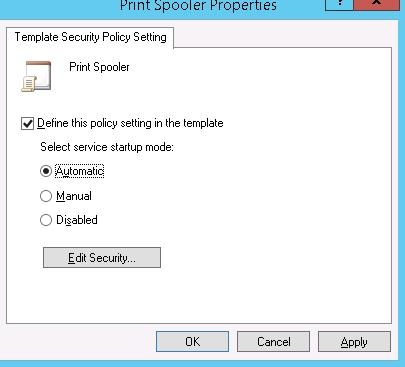 Print Spooler Properties
?
x
Template Security Policy Setting
Print Spooler
Define this policy setting in the template
Select service startup mode:
Automatic
Manual
Disabled
Edit Security...
OK
Cancel
Apply